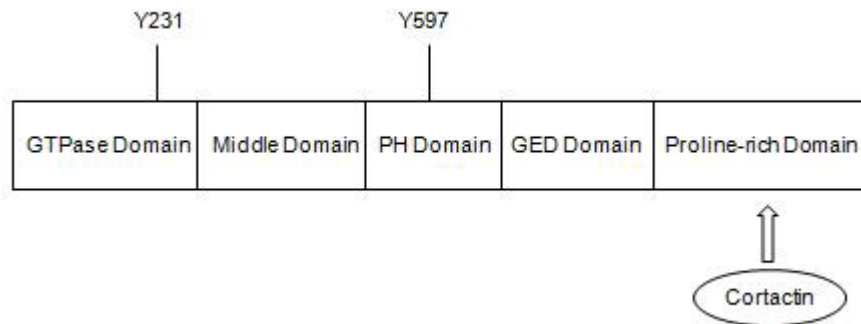 Y231 Y597
GTPase Domain Middle Domain PH Domain GED Domain Proline-rich Domain
Cortactin